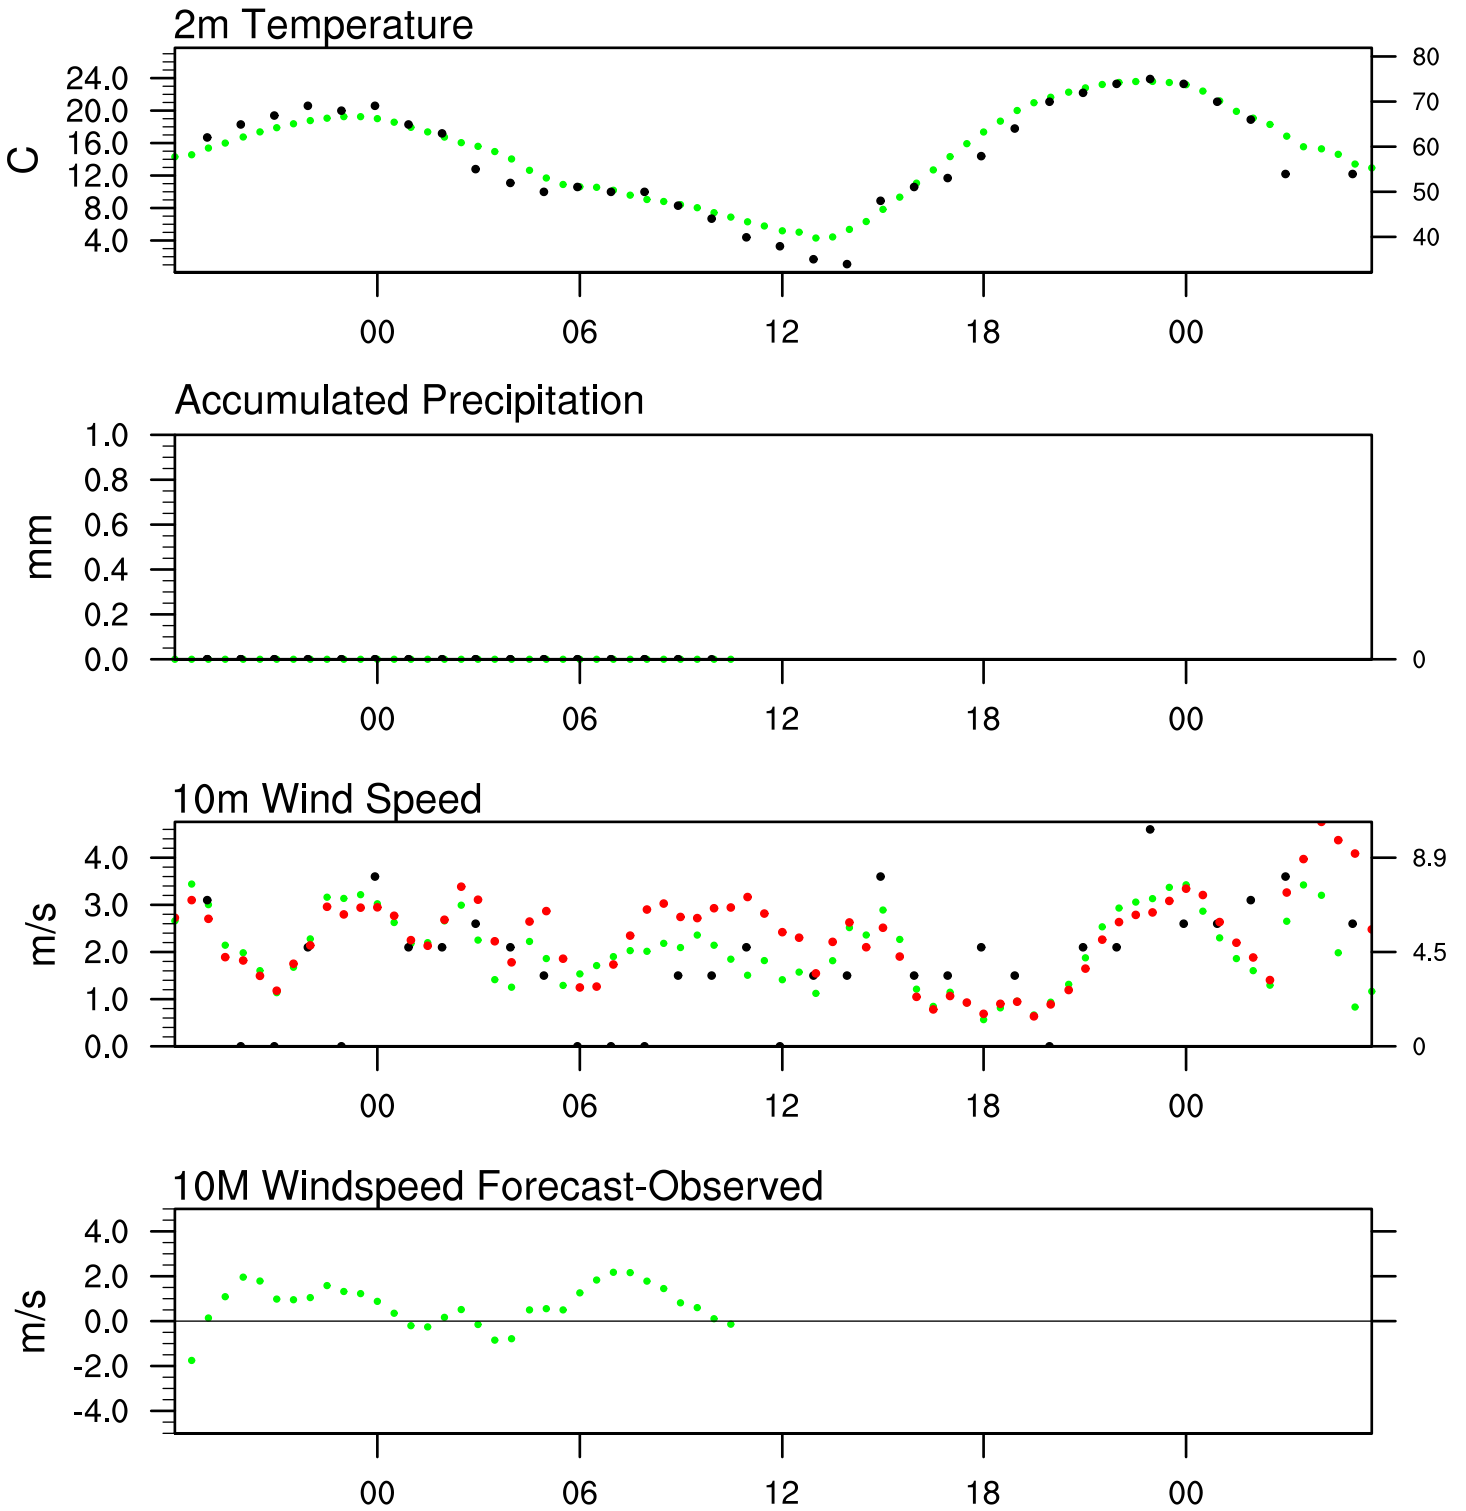 2m Temperature
24.0
20.0
16.0
12.0
8.0
4.0
C
80
70
60
50
40
00 06 12 18 00
Accumulated Precipitation
1.0
0.8
0.6
0.4
0.2
0.0
mm
0
00 06 12 18 00
10m Wind Speed
4.0
3.0
2.0
1.0
0.0
m/s
8.9
4.5
0
00 06 12 18 00
10M Windspeed Forecast-Observed
4.0
2.0
0.0
-2.0
-4.0
m/s
00 06 12 18 00